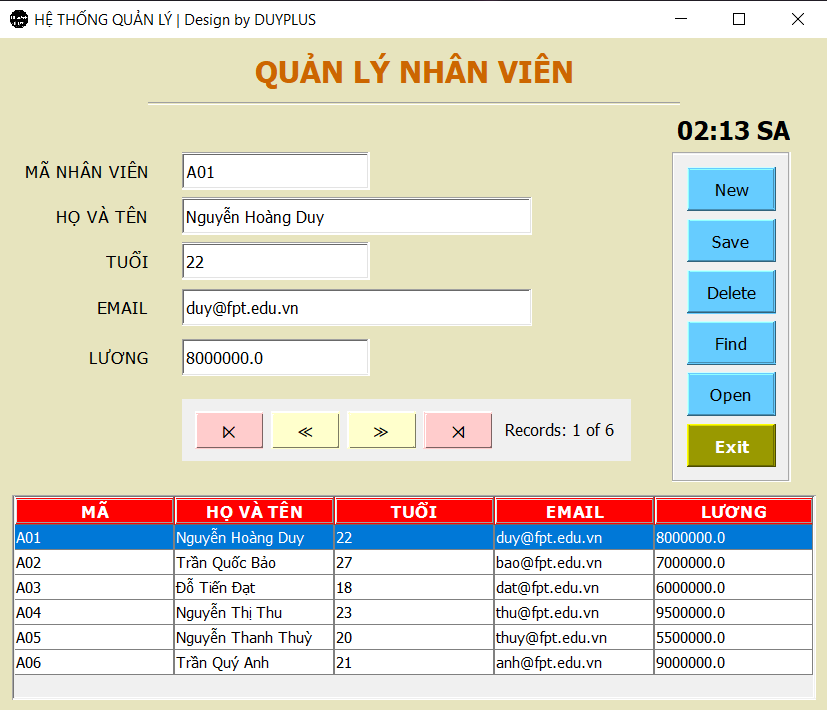 HỆ THỐNG QUẢN LÝ | Design by DUYPLUS
QUẢN LÝ NHÂN VIÊN
02:13 SA
MÃ NHÂN VIÊN A01
HỌ VÀ TÊN Nguyễn Hoàng Duy
TUỔI 22
EMAIL duy@fpt.edu.vn
LƯƠNG 8000000.0
New
Save
Delete
Find
Open
Exit
Records: 1 of 6
MÃ HỌ VÀ TÊN TUỔI EMAIL LƯƠNG
A01 Nguyễn Hoàng Duy 22 duy@fpt.edu.vn 8000000.0
A02 Trần Quốc Bảo 27 bao@fpt.edu.vn 7000000.0
A03 Đỗ Tiến Đạt 18 dat@fpt.edu.vn 6000000.0
A04 Nguyễn Thị Thu 23 thu@fpt.edu.vn 9500000.0
A05 Nguyễn Thanh Thuỷ 20 thuy@fpt.edu.vn 5500000.0
A06 Trần Quý Anh 21 anh@fpt.edu.vn 9000000.0